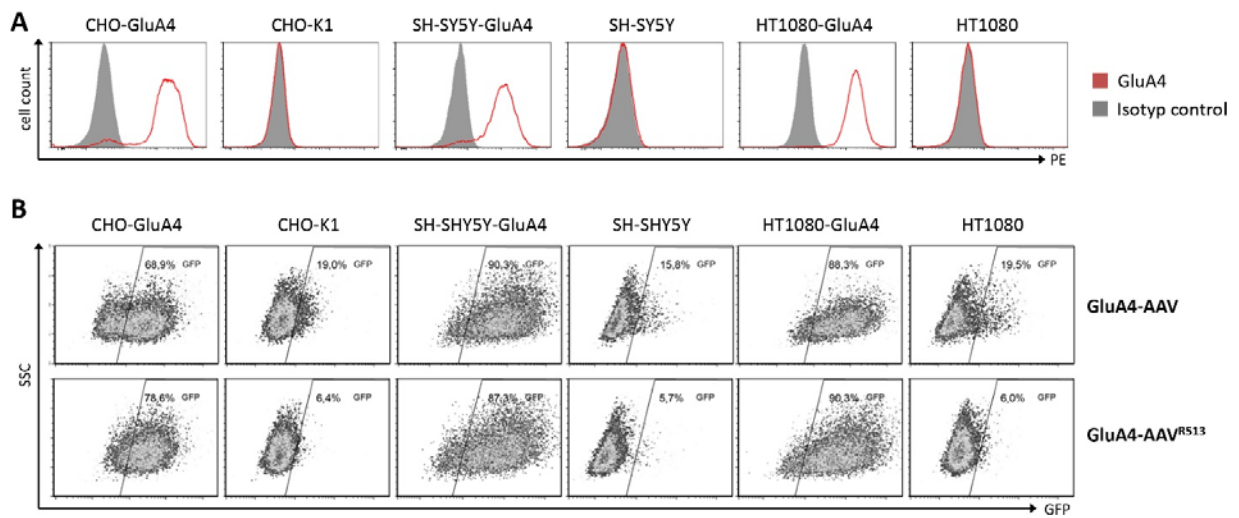 A
CHO-GluA4 CHO-K1 SH-SY5Y-GluA4 SH-SY5Y HT1080-GluA4 HT1080
cell count
GluA4
Isotyp control
PE
B
CHO-GluA4 CHO-K1 SH-SHY5Y-GluA4 SH-SHY5Y HT1080-GluA4 HT1080
68,9% GFP 19,0% GFP 90,3% GFP 15,8% GFP 88,3% GFP 19,5% GFP
GluA4-AAV
SSC
78,6% GFP 6,4% GFP 87,3% GFP 5,7% GFP 90,3% GFP 6,0% GFP
GluA4-AAVR513
GFP